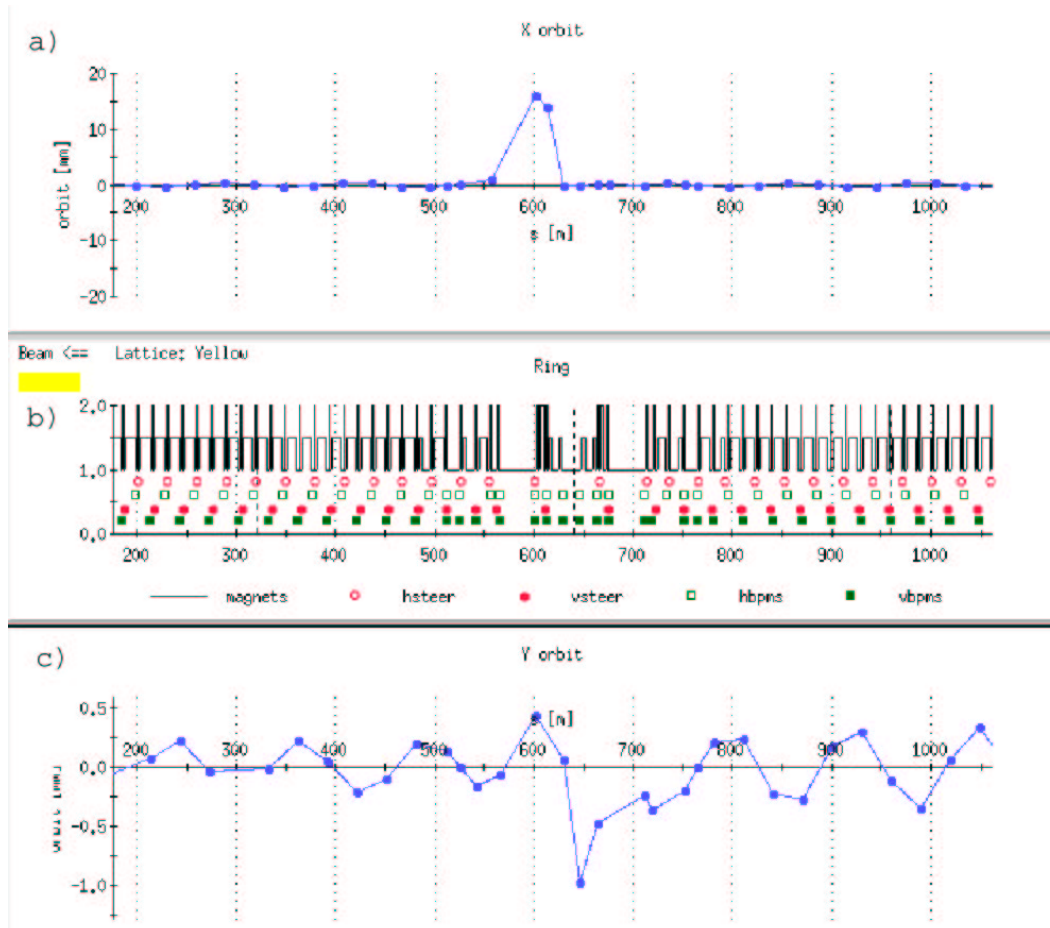 a)
X orbit
20
10
0
-10
-20
orbit [mm]
200 300 400 500 600 700 800 900 1000
s [m]
Beam <== Lattice: Yellow
Ring
b)
2.0
1.0
0.0
200 300 400 500 600 700 800 900 1000
magnets hsteer vsteer hbpms vbpms
c)
Y orbit
0.5
s [m]
200 300 400 500 600 700 800 900 1000
0.0
-0.5
-1.0
orbit [mm]